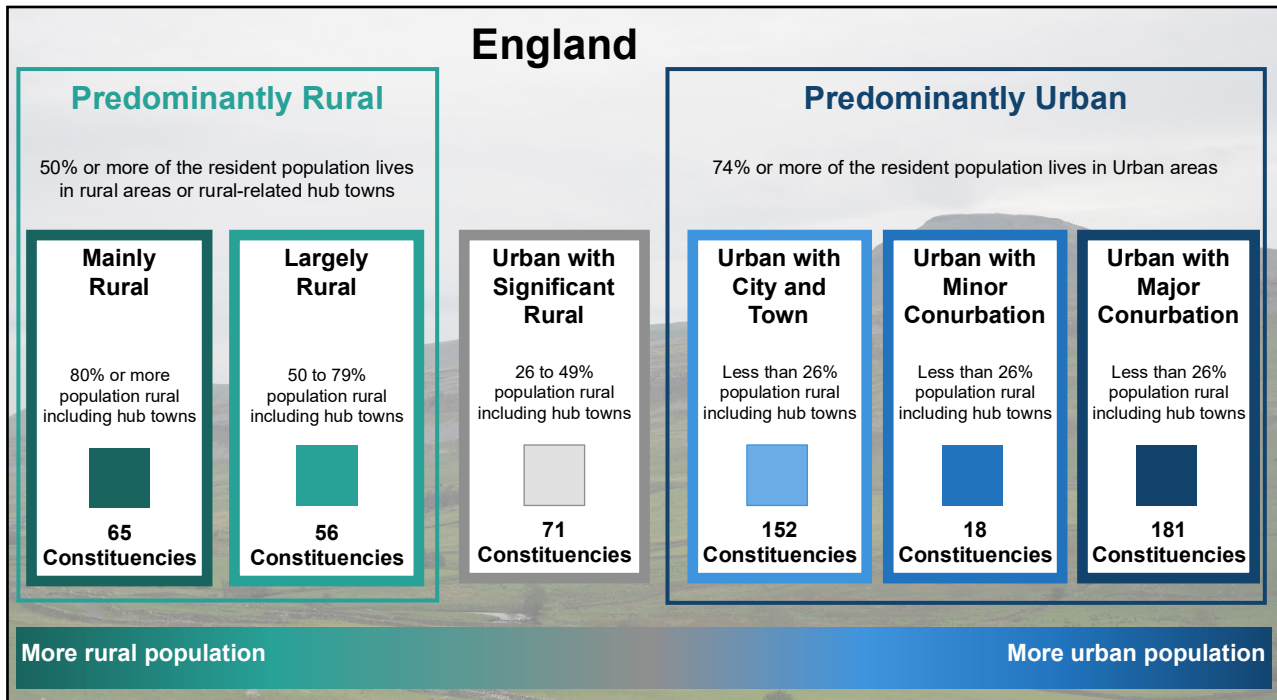 England
Predominantly Rural
50% or more of the resident population lives
in rural areas or rural-related hub towns
Mainly
Rural
80% or more
population rural
including hub towns
65
Constituencies
Largely
Rural
50 to 79%
population rural
including hub towns
56
Constituencies
Urban with
Significant
Rural
26 to 49%
population rural
including hub towns
71
Constituencies
Predominantly Urban
74% or more of the resident population lives in Urban areas
Urban with
City and
Town
Less than 26%
population rural
including hub towns
152
Constituencies
Urban with
Minor
Conurbation
Less than 26%
population rural
including hub towns
18
Constituencies
Urban with
Major
Conurbation
Less than 26%
population rural
including hub towns
181
Constituencies
More rural population
More urban population